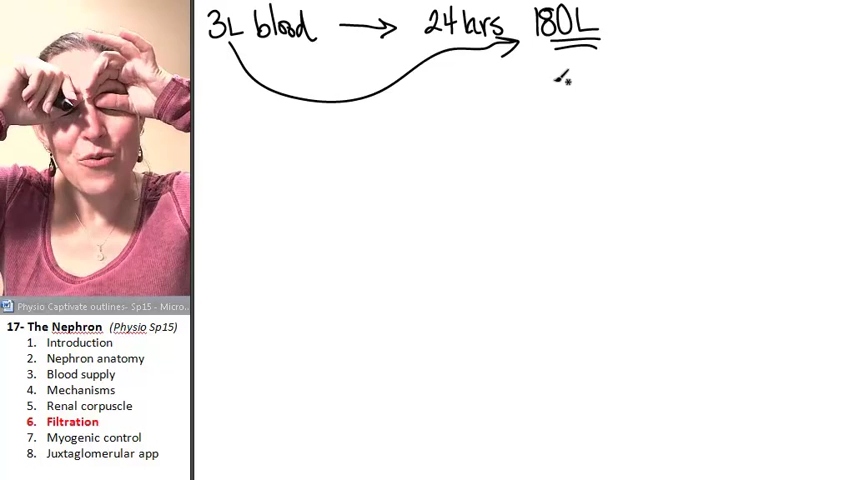 3L blood → 24 hrs 180L
Physio Captivate outlines- Sp15 - Micro...
17- The Nephron (Physio Sp15)
1. Introduction
2. Nephron anatomy
3. Blood supply
4. Mechanisms
5. Renal corpuscle
6. Filtration
7. Myogenic control
8. Juxtaglomerular app